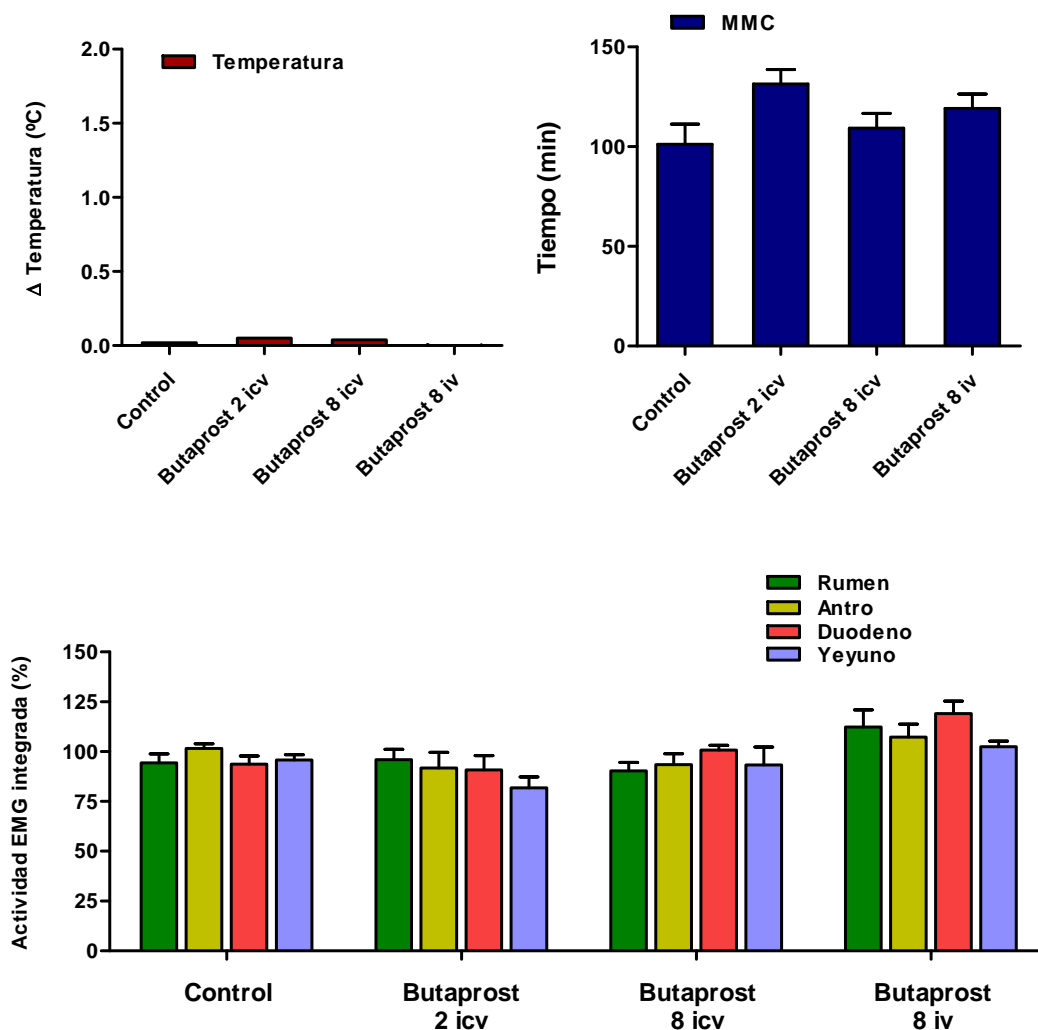 Temperatura
Δ Temperatura (ºC)
2.0
1.5
1.0
0.5
0.0
Control
Butaprost 2 icv
Butaprost 8 icv
Butaprost 8 iv
MMC
Tiempo (min)
150
100
50
0
Control
Butaprost 2 icv
Butaprost 8 icv
Butaprost 8 iv
Rumen
Antro
Duodeno
Yeyuno
Actividad EMG integrada (%)
150
125
100
75
50
25
0
Control
Butaprost
2 icv
Butaprost
8 icv
Butaprost
8 iv